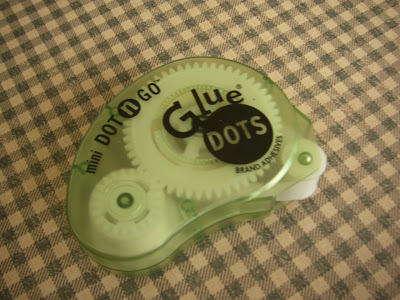 mini DOT n GO
Glue®
DOTS
BRAND ADHESIVES